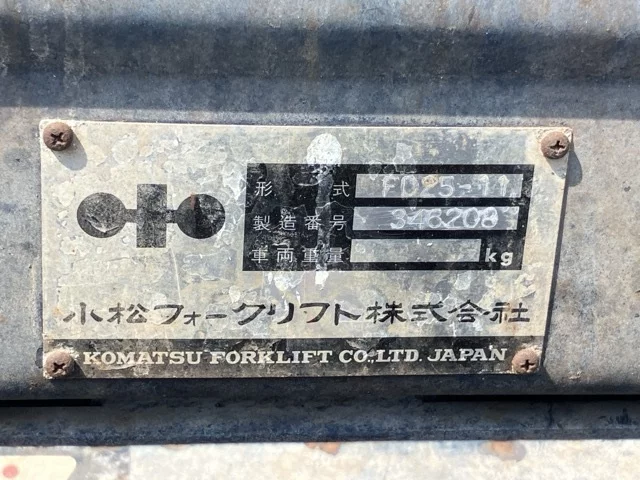 形式 FD25-11
製造番号 346208
車両重量 kg
小松フォークリフト株式会社
KOMATSU FORKLIFT CO.,LTD. JAPAN